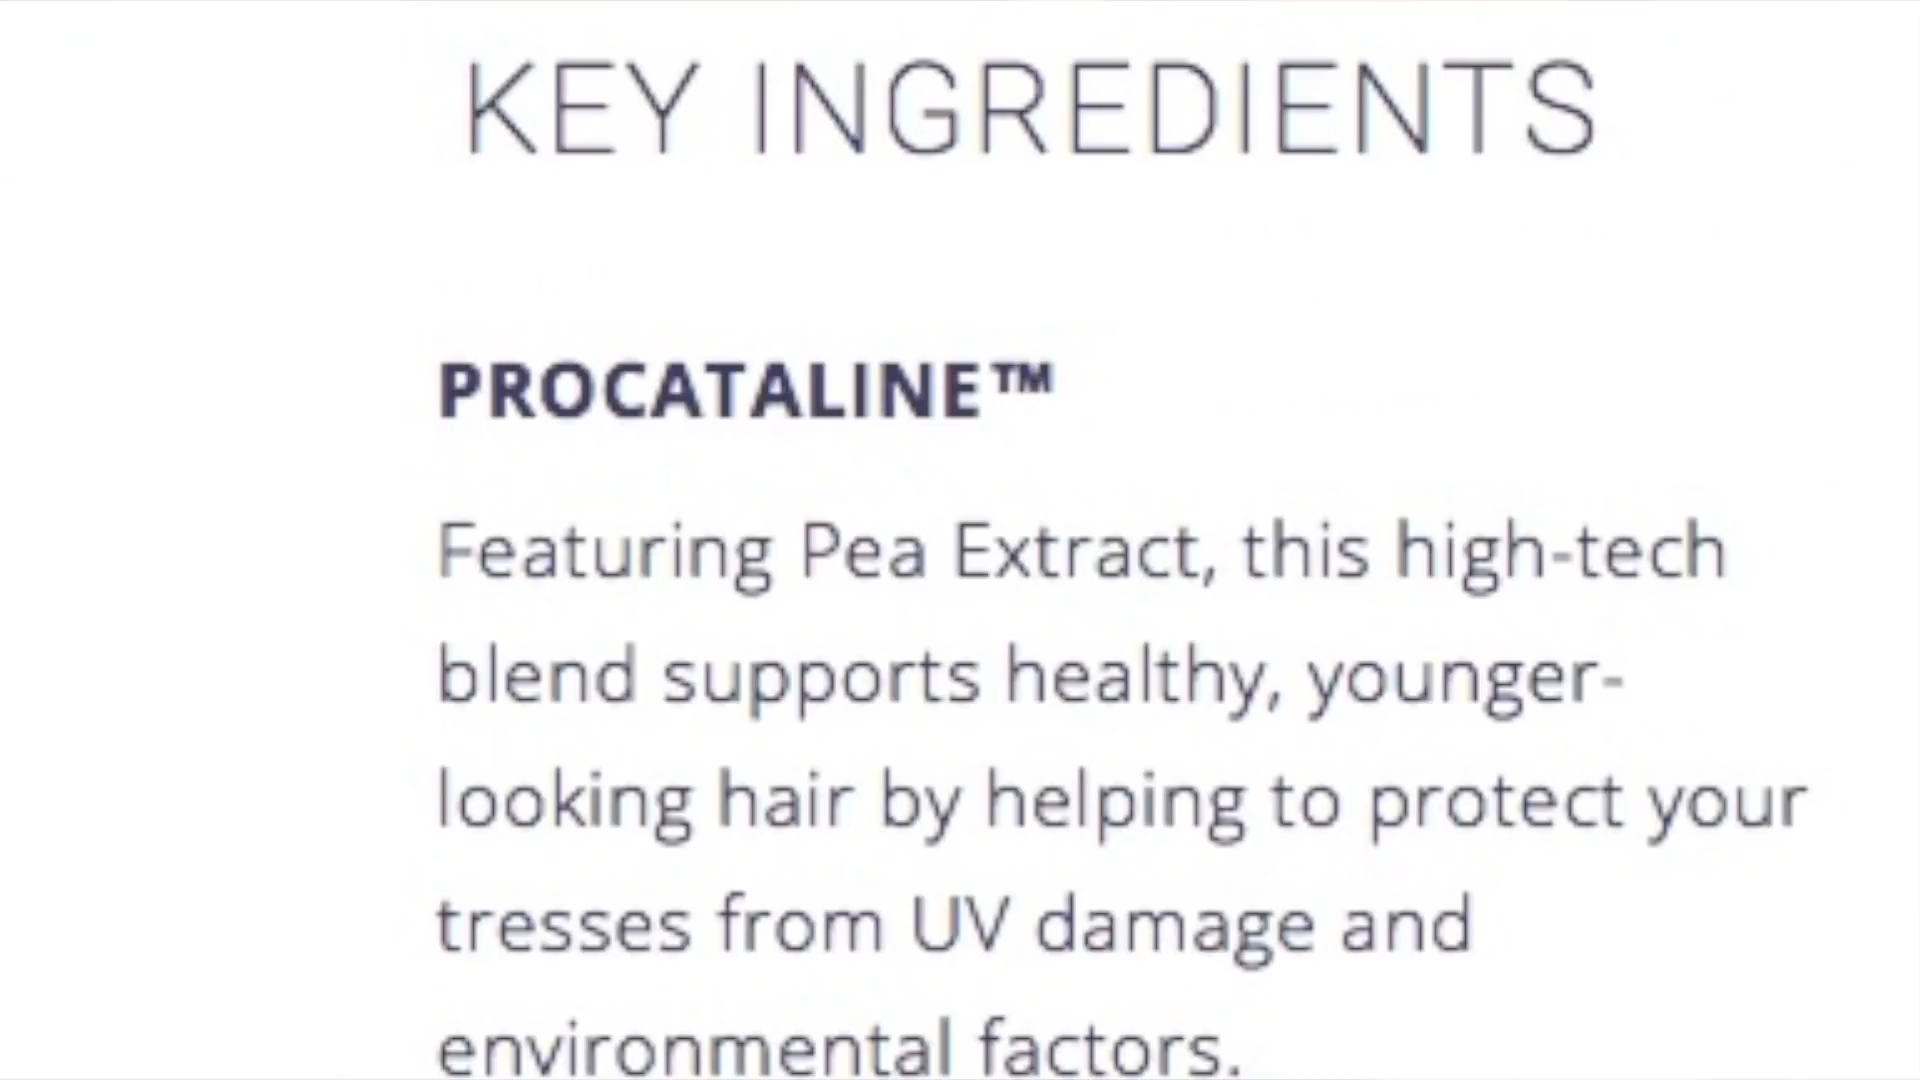 KEY INGREDIENTS
PROCATALINE™
Featuring Pea Extract, this high-tech
blend supports healthy, younger-
looking hair by helping to protect your
tresses from UV damage and
environmental factors.